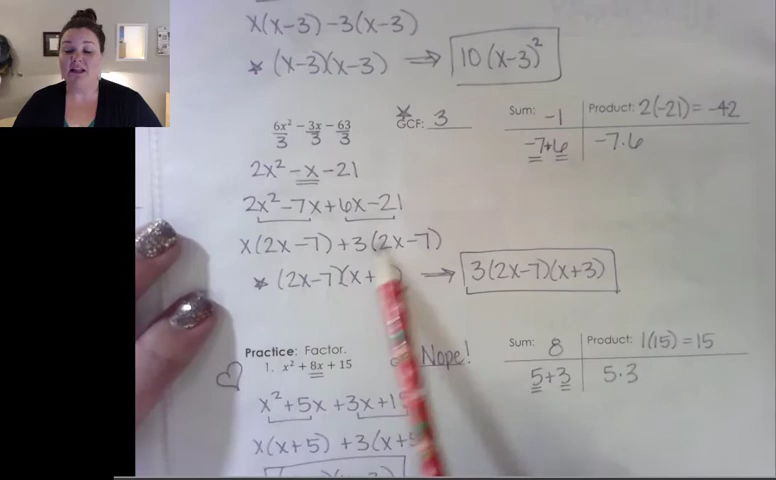 x(x-3) -3(x-3)
* (x-3)(x-3) ⇒ 10(x-3)²
6x²/3 - 3x/3 - 63/3
* GCF: 3
Sum: -1
Product: 2(-21) = -42
-7+6
-7·6
2x² -x-21
2x² -7x+6x-21
x(2x-7) +3(2x-7)
* (2x-7)(x+ ) → 3(2x-7)(x+3)
Practice: Factor.
1. x² + 8x + 15
Nope!
Sum: 8
Product: 1(15) = 15
5+3
5·3
x²+5x +3x+1
x(x+5) +3(x+5